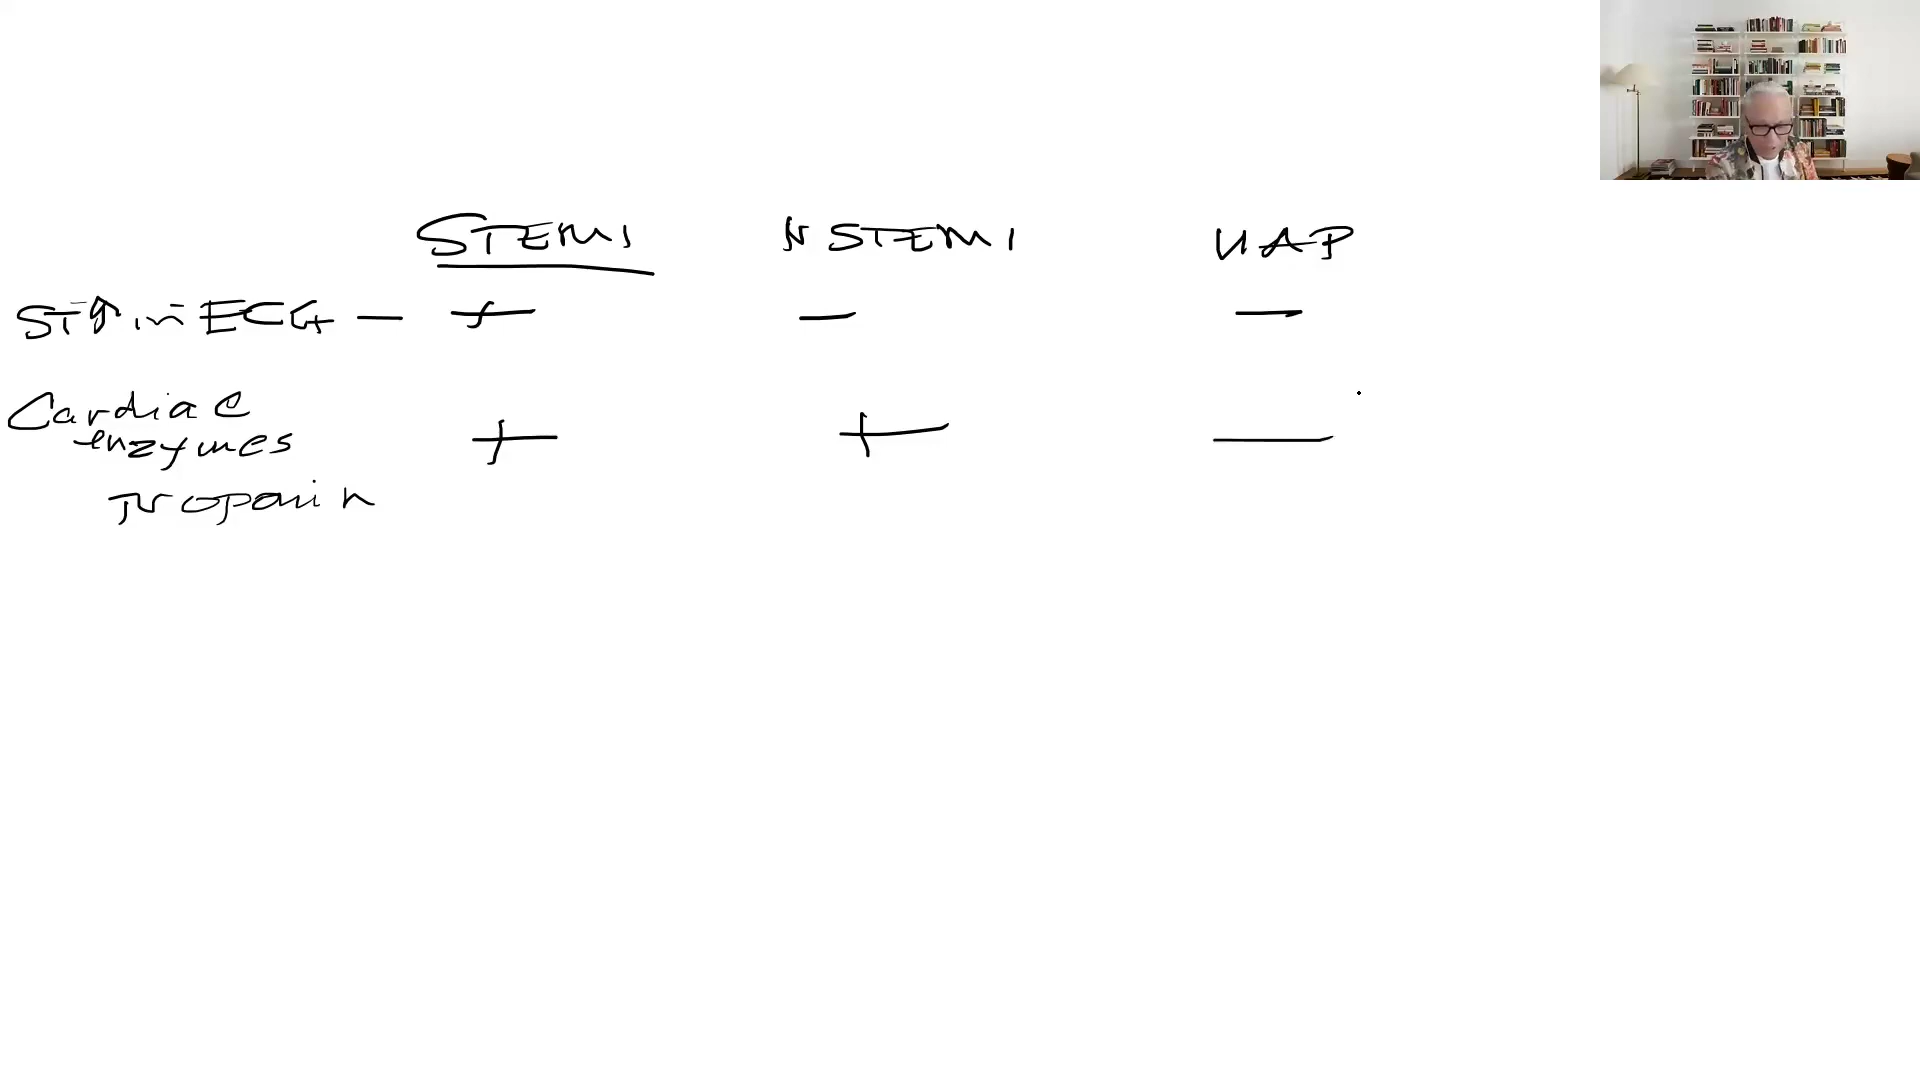 STEMI NSTEMI UAP
ST↑ in ECG — + — —
Cardiac
enzymes + + —
Troponin